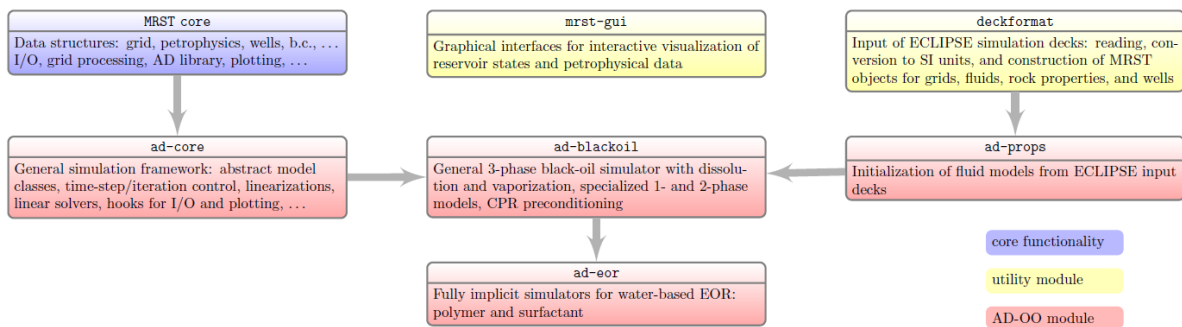 MRST core
Data structures: grid, petrophysics, wells, b.c., ...
I/O, grid processing, AD library, plotting, ...
mrst-gui
Graphical interfaces for interactive visualization of
reservoir states and petrophysical data
deckformat
Input of ECLIPSE simulation decks: reading, con-
version to SI units, and construction of MRST
objects for grids, fluids, rock properties, and wells
ad-core
General simulation framework: abstract model
classes, time-step/iteration control, linearizations,
linear solvers, hooks for I/O and plotting, ...
ad-blackoil
General 3-phase black-oil simulator with dissolu-
tion and vaporization, specialized 1- and 2-phase
models, CPR preconditioning
ad-props
Initialization of fluid models from ECLIPSE input
decks
ad-eor
Fully implicit simulators for water-based EOR:
polymer and surfactant
core functionality
utility module
AD-OO module